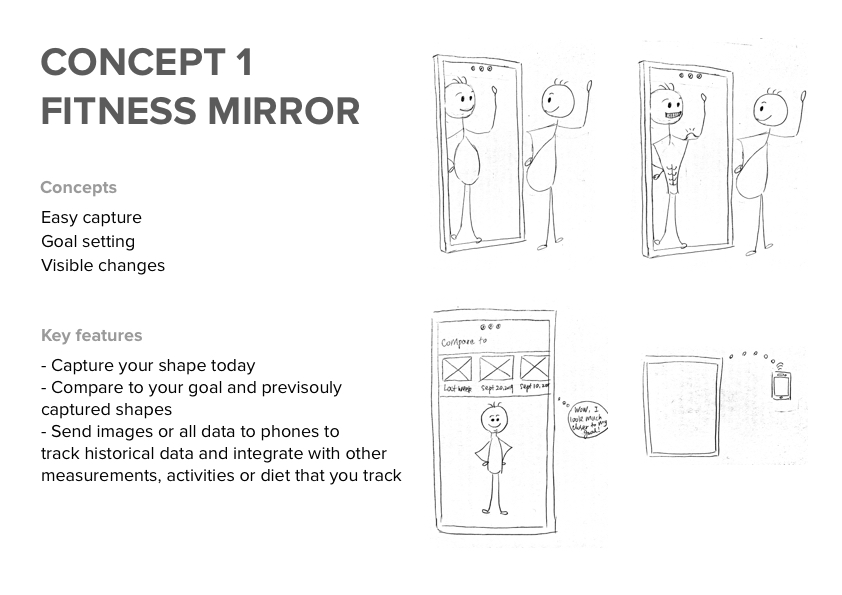 CONCEPT 1
FITNESS MIRROR
Concepts
Easy capture
Goal setting
Visible changes
Key features
- Capture your shape today
- Compare to your goal and previsouly
captured shapes
- Send images or all data to phones to
track historical data and integrate with other
measurements, activities or diet that you track
Compare to
Last week
Sept 20,
Sept 10,
Wow, I
look much
closer to my
goal!